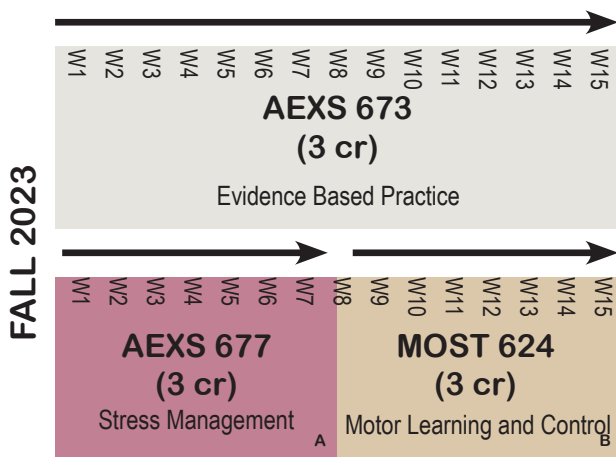 FALL 2023
W1 W2 W3 W4 W5 W6 W7 W8 W9 W10 W11 W12 W13 W14 W15
AEXS 673
(3 cr)
Evidence Based Practice
W1 W2 W3 W4 W5 W6 W7 W8 W9 W10 W11 W12 W13 W14 W15
AEXS 677
(3 cr)
Stress Management
A
MOST 624
(3 cr)
Motor Learning and Control
B